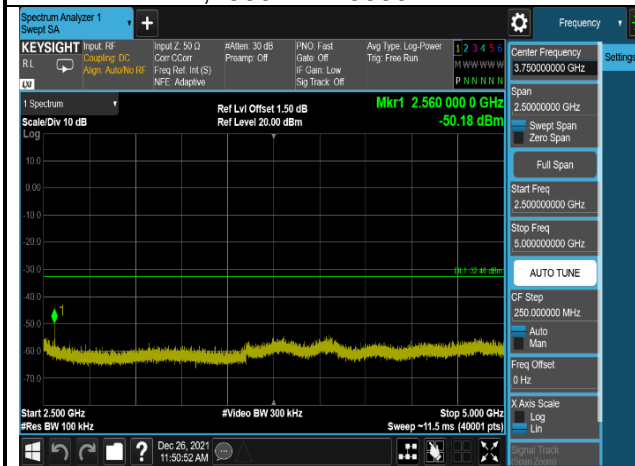 Spectrum Analyzer 1
Swept SA
Frequency
KEYSIGHT
RL
LXI
Input: RF
Coupling: DC
Align: Auto/No RF
Input Z: 50 Ω
Corr CCorr
Freq Ref: Int (S)
NFE: Adaptive
#Atten: 30 dB
Preamp: Off
PNO: Fast
Gate: Off
IF Gain: Low
Sig Track: Off
Avg Type: Log-Power
Trig: Free Run
1 2 3 4 5 6
M W W W W W
P N N N N N
Settings
Center Frequency
3.750000000 GHz
Span
2.50000000 GHz
Swept Span
Zero Span
Full Span
Start Freq
2.500000000 GHz
Stop Freq
5.000000000 GHz
AUTO TUNE
CF Step
250.000000 MHz
Auto
Man
Freq Offset
0 Hz
X Axis Scale
Log
Lin
Signal Track
(Span Zoom)
1 Spectrum
Scale/Div 10 dB
Log
Ref Lvl Offset 1.50 dB
Ref Level 20.00 dBm
Mkr1 2.560 000 0 GHz
-50.18 dBm
10.0
0.00
-10.0
-20.0
-30.0
-40.0
-50.0
-60.0
-70.0
DL1 -32.48 dBm
1
Start 2.500 GHz
#Res BW 100 kHz
#Video BW 300 kHz
Stop 5.000 GHz
Sweep ~11.5 ms (40001 pts)
Dec 26, 2021
11:50:52 AM